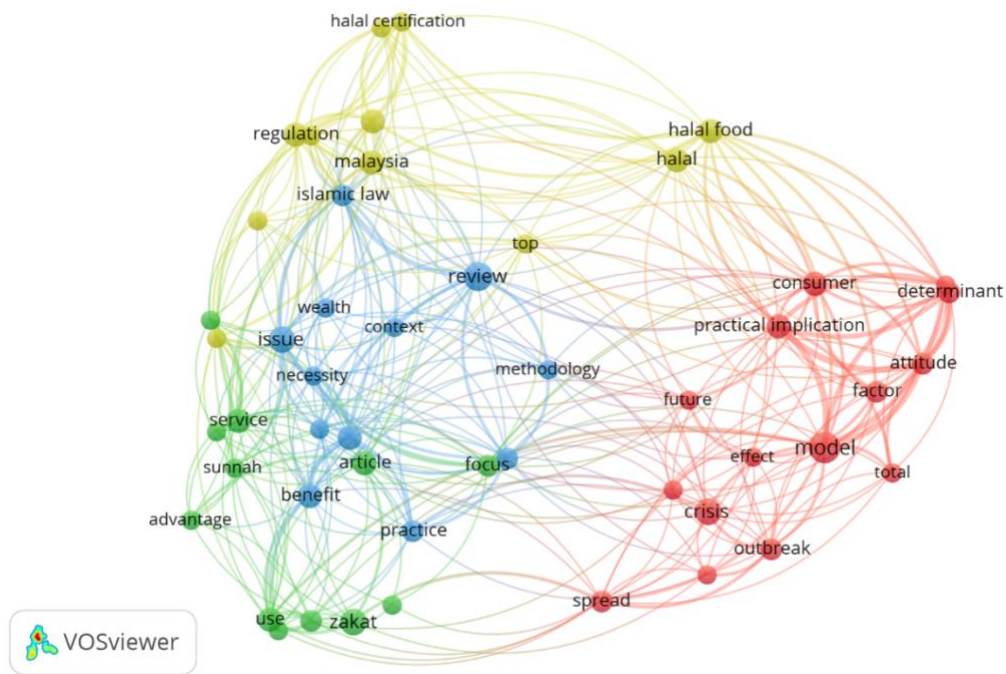 halal certification
regulation
halal food
malaysia
halal
islamic law
top
review
consumer
determinant
wealth
context
practical implication
issue
necessity
methodology
attitude
factor
future
service
model
sunnah
article
focus
effect
total
benefit
advantage
practice
crisis
outbreak
spread
use
zakat
VOSviewer